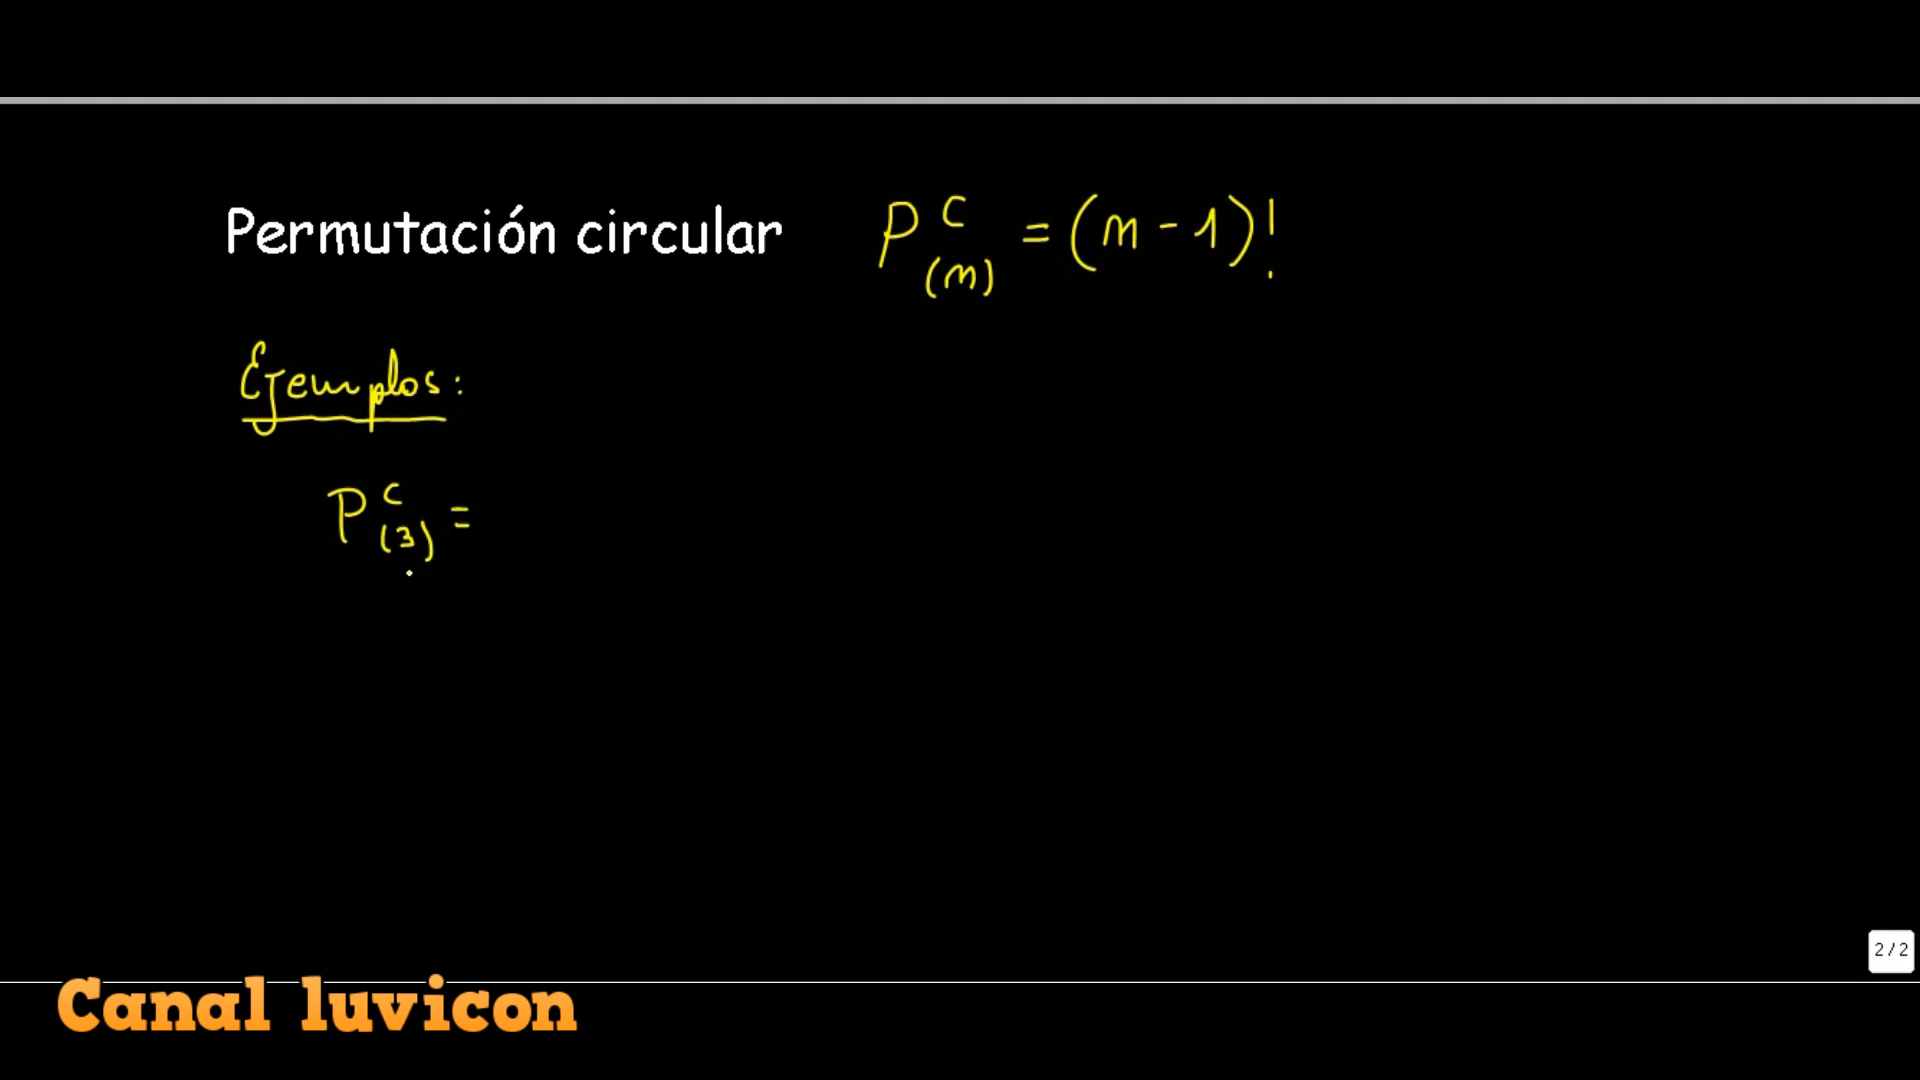 Permutación circular P^C_(n) = (n - 1)!
Ejemplos:
P^C_(3) =
2 / 2
Canal luvicon